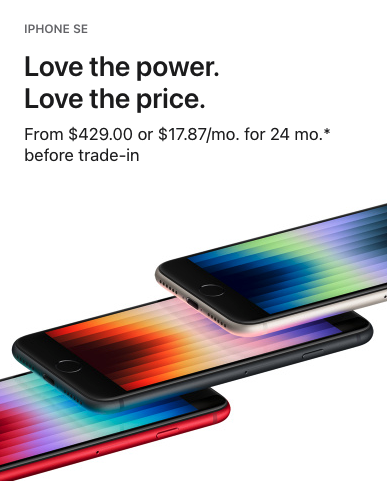 IPHONE SE
Love the power.
Love the price.
From $429.00 or $17.87/mo. for 24 mo.*
before trade-in